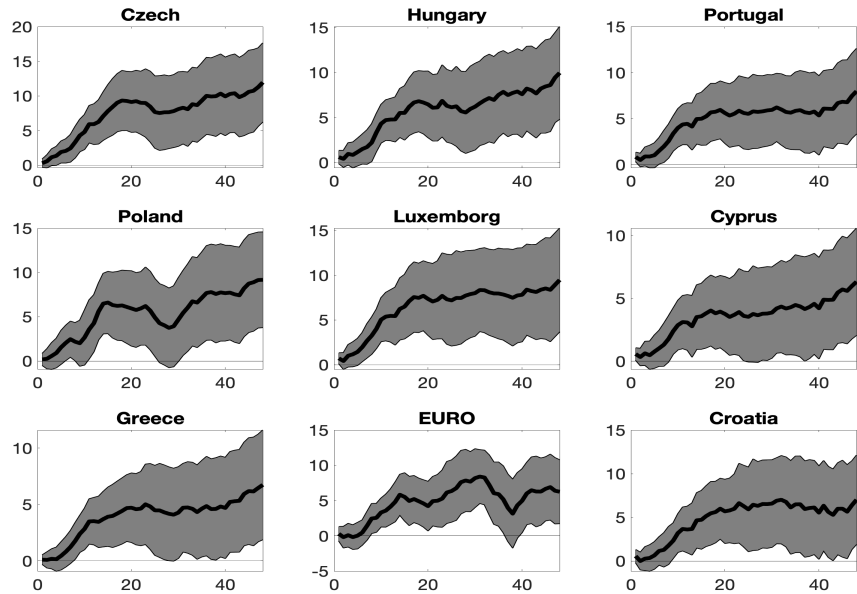 Czech Hungary Portugal
20 15 15
15 10 10
10 5 5
5 0 0
0
0 20 40 0 20 40 0 20 40
Poland Luxemborg Cyprus
15 15 10
10 10 5
5 5 0
0 0
0 20 40 0 20 40 0 20 40
Greece EURO Croatia
10 15 15
5 10 10
0 5 5
0 0
-5
0 20 40 0 20 40 0 20 40